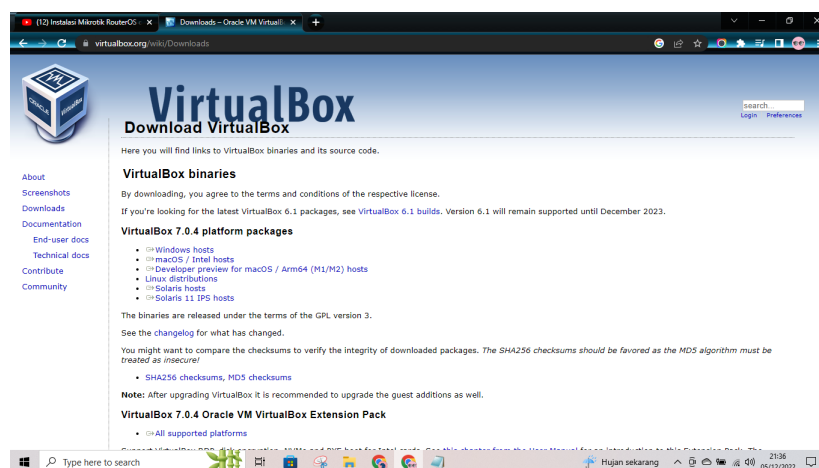 (12) Instalasi Mikrotik RouterOS
Downloads – Oracle VM VirtualB
virtualbox.org/wiki/Downloads
ORACLE
VirtualBox
VirtualBox
search...
Login Preferences
Download VirtualBox
Here you will find links to VirtualBox binaries and its source code.
About
Screenshots
Downloads
Documentation
End-user docs
Technical docs
Contribute
Community
VirtualBox binaries
By downloading, you agree to the terms and conditions of the respective license.
If you're looking for the latest VirtualBox 6.1 packages, see VirtualBox 6.1 builds. Version 6.1 will remain supported until December 2023.
VirtualBox 7.0.4 platform packages
Windows hosts
macOS / Intel hosts
Developer preview for macOS / Arm64 (M1/M2) hosts
Linux distributions
Solaris hosts
Solaris 11 IPS hosts
The binaries are released under the terms of the GPL version 3.
See the changelog for what has changed.
You might want to compare the checksums to verify the integrity of downloaded packages. The SHA256 checksums should be favored as the MD5 algorithm must be
treated as insecure!
SHA256 checksums, MD5 checksums
Note: After upgrading VirtualBox it is recommended to upgrade the guest additions as well.
VirtualBox 7.0.4 Oracle VM VirtualBox Extension Pack
All supported platforms
Type here to search
Hujan sekarang
21:36
05/12/2022